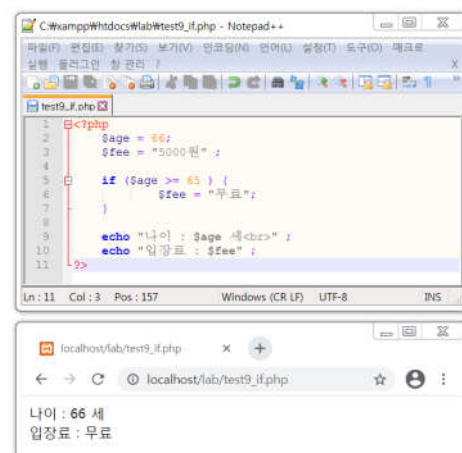 C:₩xampp₩htdocs₩lab₩test9_if.php - Notepad++
파일(F) 편집(E) 찾기(S) 보기(V) 인코딩(N) 언어(L) 설정(T) 도구(O) 매크로
실행 플러그인 창 관리 ? X
test9_if.php
1 <?php
2 $age = 66;
3 $fee = "5000원" ;
4
5 if ($age >= 65 ) {
6 $fee = "무료";
7 }
8
9 echo "나이 : $age 세<br>" ;
10 echo "입장료 : $fee" ;
11 ?>
Ln : 11 Col : 3 Pos : 157 Windows (CR LF) UTF-8 INS
localhost/lab/test9_if.php
localhost/lab/test9_if.php
나이 : 66 세
입장료 : 무료